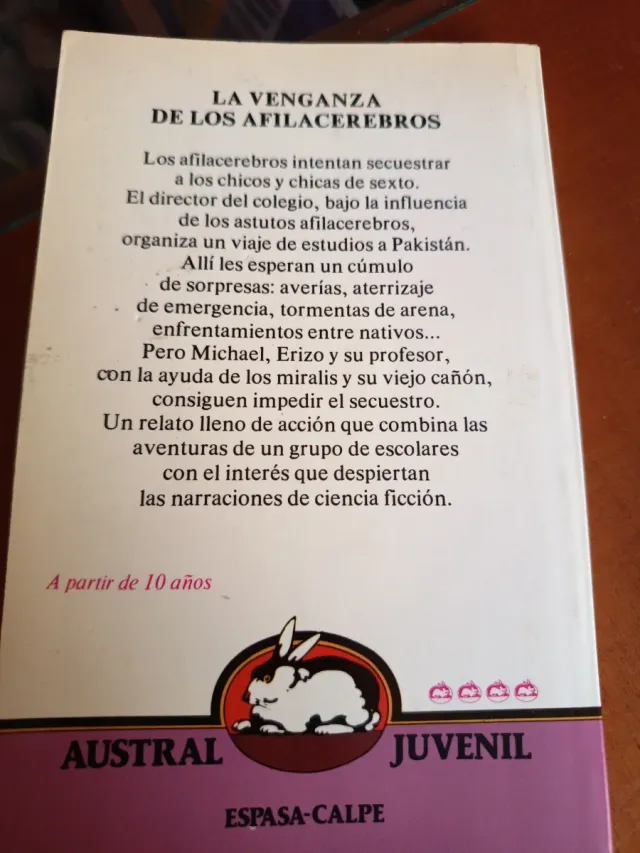 LA VENGANZA
DE LOS AFILACEREBROS
Los afilacerebros intentan secuestrar
a los chicos y chicas de sexto.
El director del colegio, bajo la influencia
de los astutos afilacerebros,
organiza un viaje de estudios a Pakistán.
Allí les esperan un cúmulo
de sorpresas: averías, aterrizaje
de emergencia, tormentas de arena,
enfrentamientos entre nativos...
Pero Michael, Erizo y su profesor,
con la ayuda de los miralis y su viejo cañón,
consiguen impedir el secuestro.
Un relato lleno de acción que combina las
aventuras de un grupo de escolares
con el interés que despiertan
las narraciones de ciencia ficción.
A partir de 10 años
AUSTRAL JUVENIL
ESPASA-CALPE